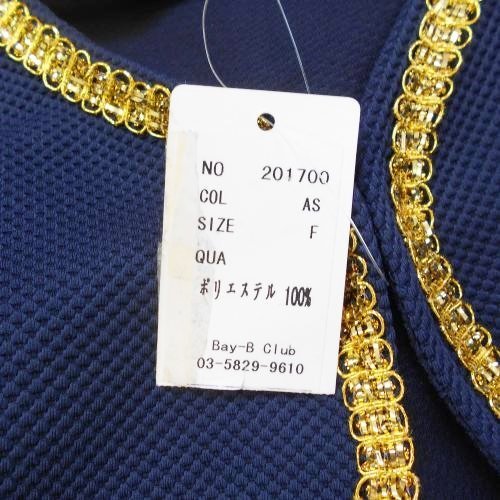 NO 201700
COL AS
SIZE F
QUA
ポリエステル 100%
Bay-B Club
03-5829-9610